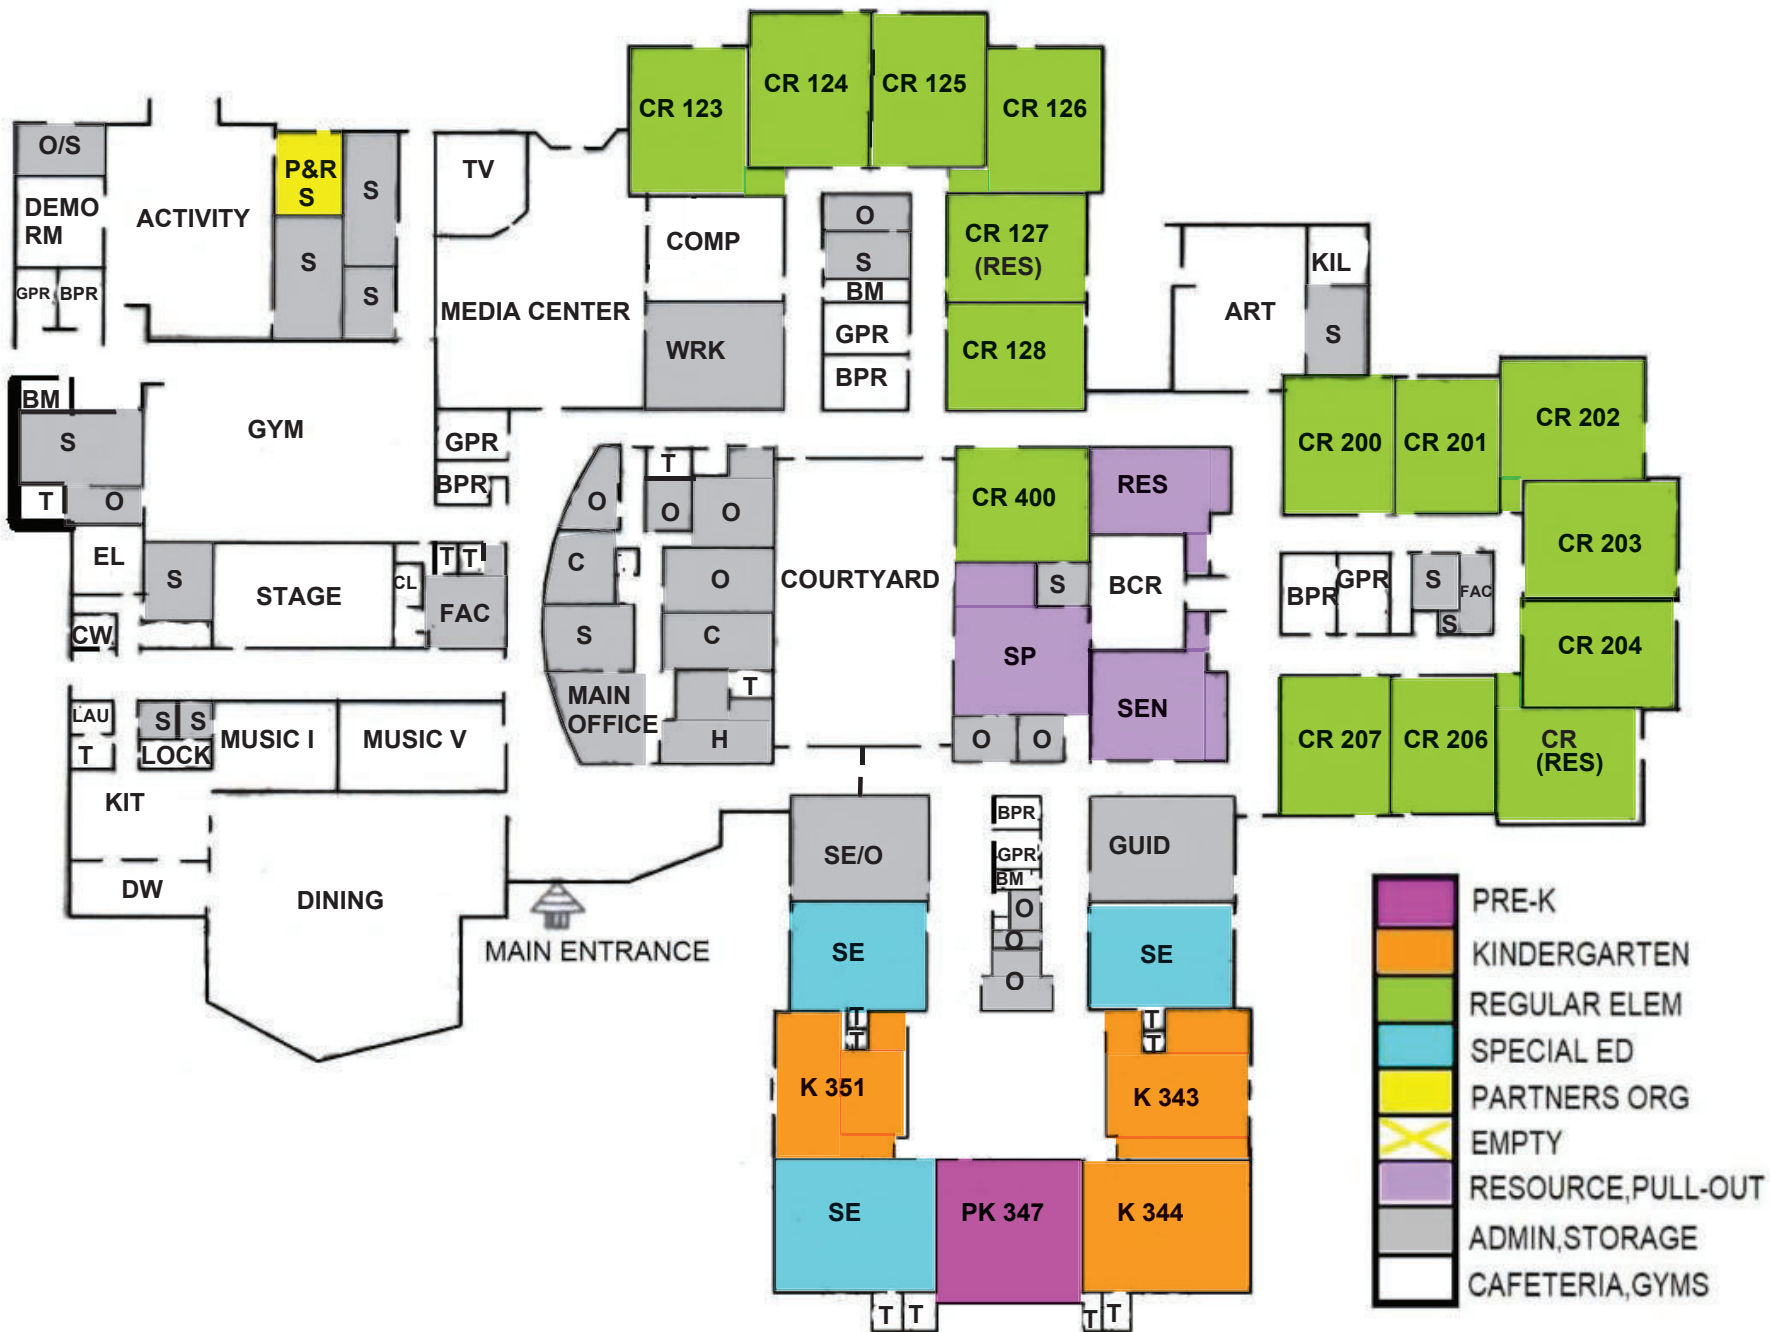 CR 123
CR 124
CR 125
CR 126
O/S
P&R
S
S
TV
DEMO
RM
ACTIVITY
S
S
GPR
BPR
COMP
MEDIA CENTER
WRK
O
S
BM
GPR
BPR
CR 127
(RES)
CR 128
KIL
ART
S
BM
S
T
O
GYM
GPR
BPR
EL
S
STAGE
CL
T
T
FAC
CW
O
C
S
MAIN
OFFICE
T
O
O
O
C
T
H
COURTYARD
CR 400
RES
S
BCR
SP
SEN
O
O
CR 200
CR 201
CR 202
CR 203
CR 204
BPR
GPR
S
FAC
S
CR 207
CR 206
CR
(RES)
LAU
T
S
S
LOCK
MUSIC I
MUSIC V
KIT
DW
DINING
MAIN ENTRANCE
SE/O
BPR
GPR
BM
O
O
O
GUID
SE
SE
T
T
T
T
K 351
K 343
SE
PK 347
K 344
T
T
T
T
PRE-K
KINDERGARTEN
REGULAR ELEM
SPECIAL ED
PARTNERS ORG
EMPTY
RESOURCE,PULL-OUT
ADMIN,STORAGE
CAFETERIA,GYMS